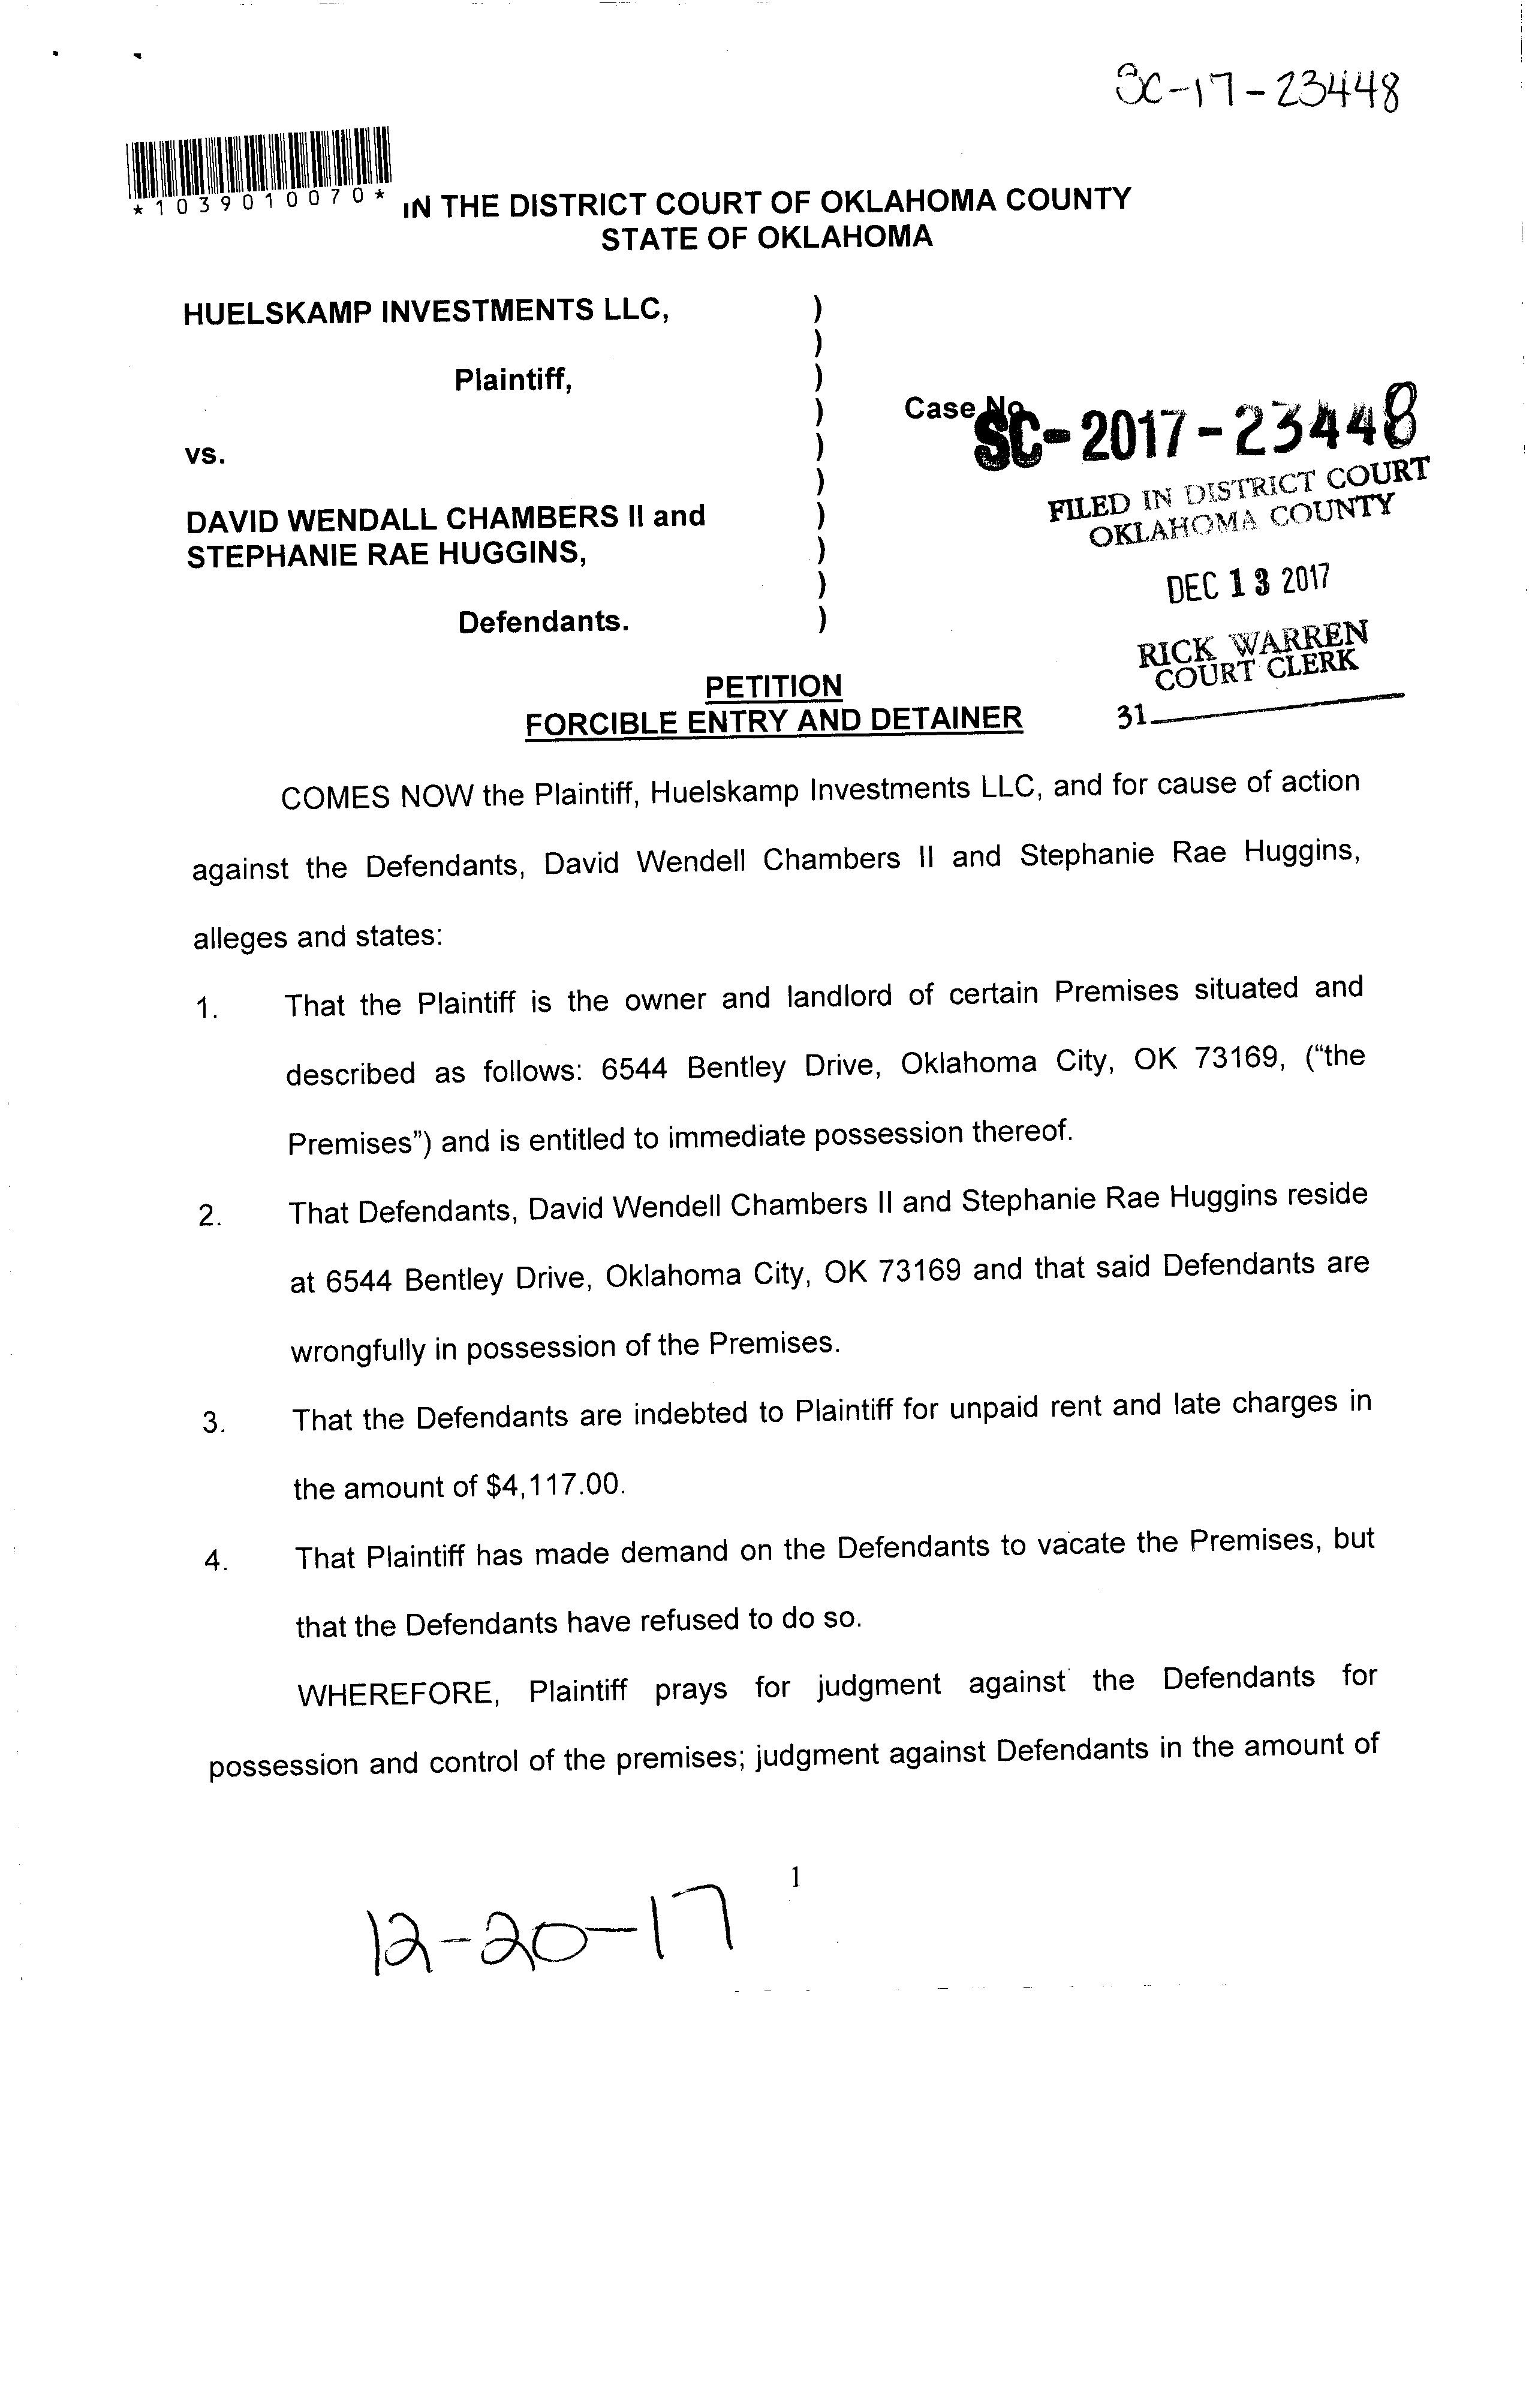 SC-17-23448
*1039010070*
IN THE DISTRICT COURT OF OKLAHOMA COUNTY
STATE OF OKLAHOMA
HUELSKAMP INVESTMENTS LLC, )
)
Plaintiff, )
) Case No.
SC-2017-23448
vs. )
)
FILED IN DISTRICT COURT
OKLAHOMA COUNTY
DAVID WENDALL CHAMBERS II and )
STEPHANIE RAE HUGGINS, )
)
DEC 13 2017
Defendants. )
RICK WARREN
COURT CLERK
31
PETITION
FORCIBLE ENTRY AND DETAINER
COMES NOW the Plaintiff, Huelskamp Investments LLC, and for cause of action
against the Defendants, David Wendell Chambers II and Stephanie Rae Huggins,
alleges and states:
1. That the Plaintiff is the owner and landlord of certain Premises situated and
described as follows: 6544 Bentley Drive, Oklahoma City, OK 73169, (“the
Premises”) and is entitled to immediate possession thereof.
2. That Defendants, David Wendell Chambers II and Stephanie Rae Huggins reside
at 6544 Bentley Drive, Oklahoma City, OK 73169 and that said Defendants are
wrongfully in possession of the Premises.
3. That the Defendants are indebted to Plaintiff for unpaid rent and late charges in
the amount of $4,117.00.
4. That Plaintiff has made demand on the Defendants to vacate the Premises, but
that the Defendants have refused to do so.
WHEREFORE, Plaintiff prays for judgment against the Defendants for
possession and control of the premises; judgment against Defendants in the amount of
1
12-20-17